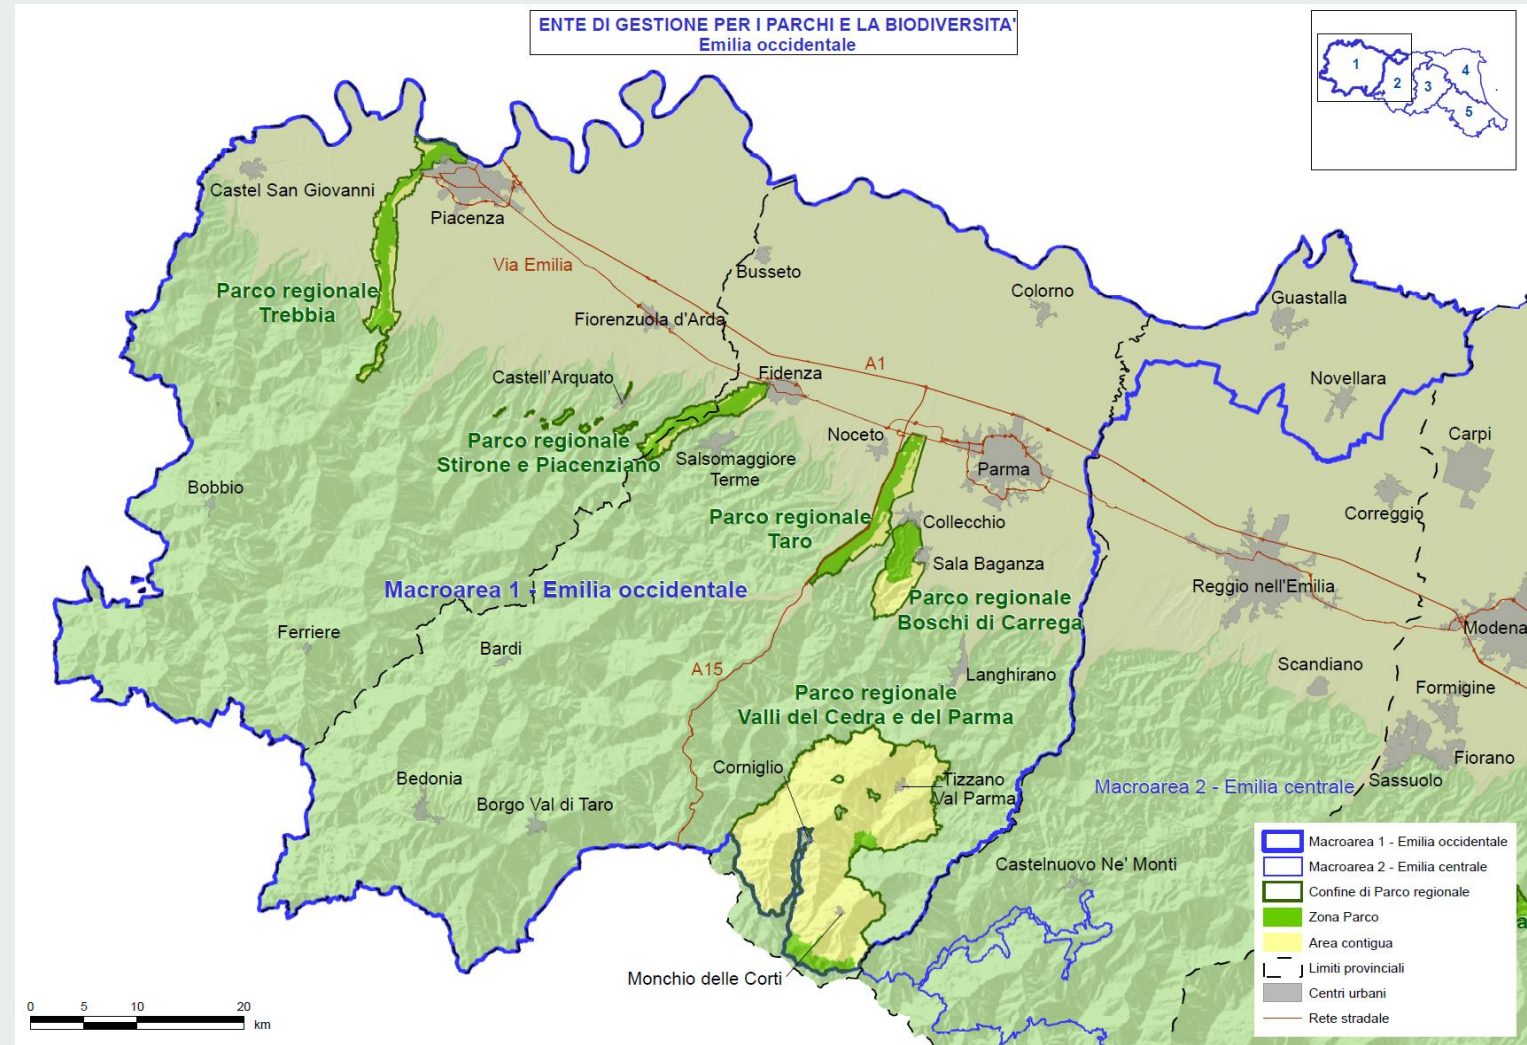 ENTE DI GESTIONE PER I PARCHI E LA BIODIVERSITA'
Emilia occidentale
1
2
3
4
5
Castel San Giovanni
Piacenza
Via Emilia
Busseto
Parco regionale
Trebbia
Colorno
Guastalla
Fiorenzuola d'Arda
A1
Castell'Arquato
Fidenza
Novellara
Parco regionale
Stirone e Piacenziano
Noceto
Carpi
Salsomaggiore
Terme
Parma
Bobbio
Correggio
Parco regionale
Taro
Collecchio
Sala Baganza
Macroarea 1 - Emilia occidentale
Reggio nell'Emilia
Parco regionale
Boschi di Carrega
Ferriere
Bardi
Modena
A15
Langhirano
Scandiano
Formigine
Parco regionale
Valli del Cedra e del Parma
Fiorano
Corniglio
Tizzano
Val Parma
Bedonia
Borgo Val di Taro
Macroarea 2 - Emilia centrale
Sassuolo
Castelnuovo Ne' Monti
Monchio delle Corti
Macroarea 1 - Emilia occidentale
Macroarea 2 - Emilia centrale
Confine di Parco regionale
Zona Parco
Area contigua
Limiti provinciali
Centri urbani
Rete stradale
0 5 10 20
km